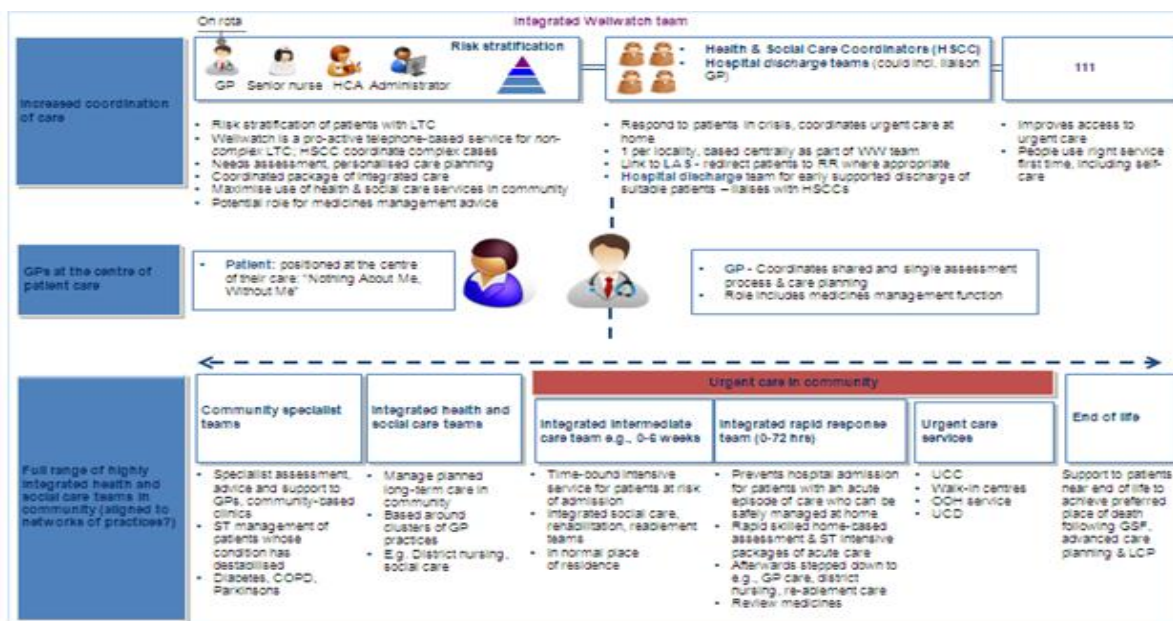 On rota
Integrated Wellwatch team
Increased coordination
of care
GP
Senior nurse
HCA
Administrator
Risk stratification
• Health & Social Care Coordinators (HSCC)
• Hospital discharge teams (could incl. liaison
GP)
111
• Risk stratification of patients with LTC
• Wellwatch is a pro-active telephone-based service for non-
complex LTC; HSCC coordinate complex cases
• Needs assessment, personalised care planning
• Coordinated package of integrated care
• Maximise use of health & social care services in community
• Potential role for medicines management advice
• Respond to patients in crisis, coordinates urgent care at
home
• 1 per locality, based centrally as part of WW team
• Link to LAS - redirect patients to RR where appropriate
• Hospital discharge team for early supported discharge of
suitable patients – liaises with HSCCs
• Improves access to
urgent care
• People use right service
first time, including self-
care
GPs at the centre of
patient care
• Patient: positioned at the centre
of their care: "Nothing About Me,
Without Me"
• GP - Coordinates shared and single assessment
process & care planning
• Role includes medicines management function
Full range of highly
integrated health and
social care teams in
community (aligned to
networks of practices?)
Urgent care in community
Community specialist
teams
• Specialist assessment,
advice and support to
GPs, community-based
clinics
• ST management of
patients whose
condition has
destabilised
• Diabetes, COPD,
Parkinsons
Integrated health and
social care teams
• Manage planned
long-term care in
community
• Based around
clusters of GP
practices
• E.g. District nursing,
social care
Integrated intermediate
care team e.g., 0-6 weeks
• Time-bound intensive
service for patients at risk
of admission
• Integrated social care,
rehabilitation, reablement
teams
• In normal place
of residence
Integrated rapid response
team (0-72 hrs)
• Prevents hospital admission
for patients with an acute
episode of care who can be
safely managed at home
• Rapid skilled home-based
assessment & ST intensive
packages of acute care
• Afterwards stepped down to
e.g., GP care, district
nursing, re-ablement care
• Review medicines
Urgent care
services
• UCC
• Walk-in centres
• OOH service
• UCD
End of life
Support to patients
near end of life to
achieve preferred
place of death
following GSF,
advanced care
planning & LCP